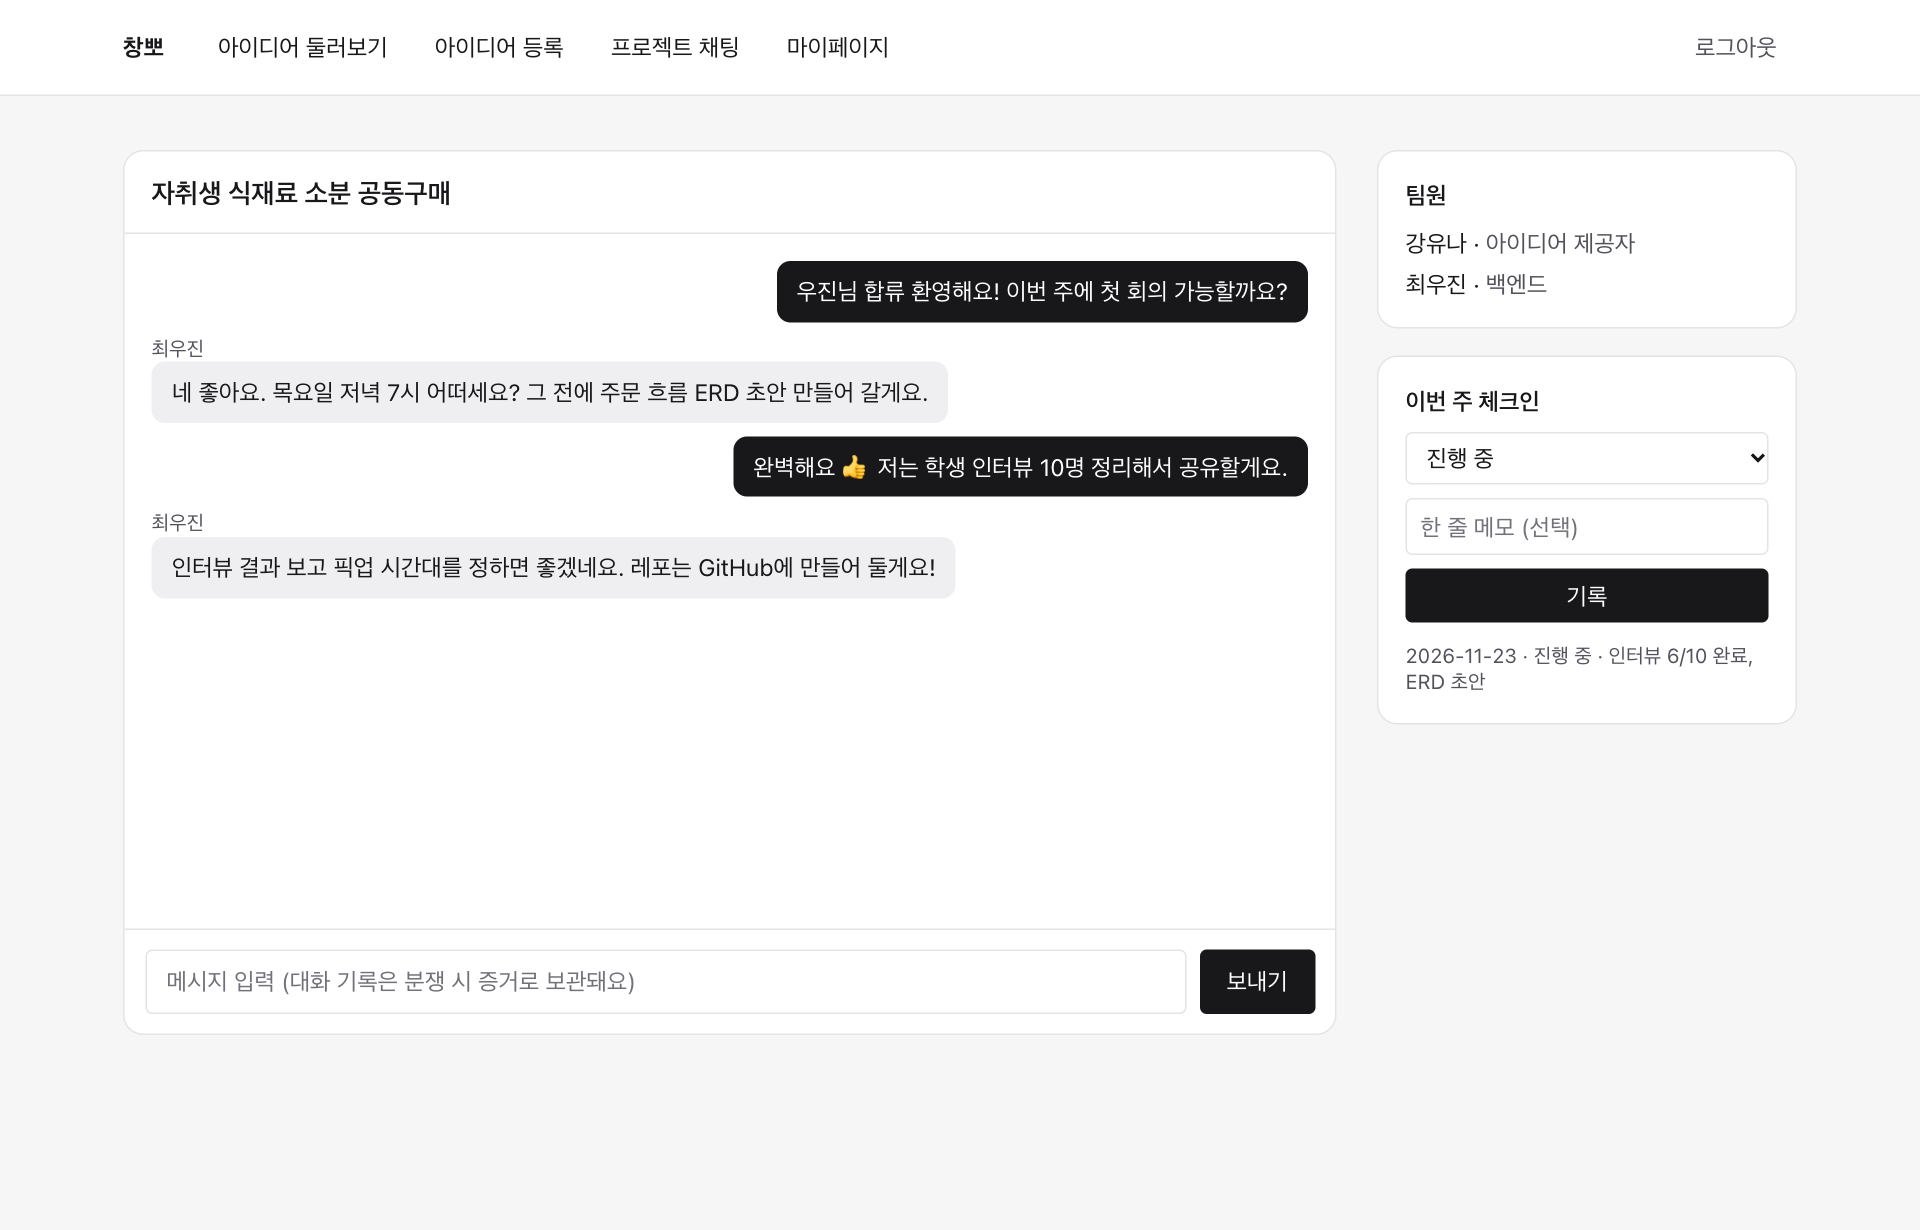 창뽀 아이디어 둘러보기 아이디어 등록 프로젝트 채팅 마이페이지 로그아웃
자취생 식재료 소분 공동구매
우진님 합류 환영해요! 이번 주에 첫 회의 가능할까요?
최우진
네 좋아요. 목요일 저녁 7시 어떠세요? 그 전에 주문 흐름 ERD 초안 만들어 갈게요.
완벽해요 👍 저는 학생 인터뷰 10명 정리해서 공유할게요.
최우진
인터뷰 결과 보고 픽업 시간대를 정하면 좋겠네요. 레포는 GitHub에 만들어 둘게요!
메시지 입력 (대화 기록은 분쟁 시 증거로 보관돼요)
보내기
팀원
강유나 · 아이디어 제공자
최우진 · 백엔드
이번 주 체크인
진행 중
한 줄 메모 (선택)
기록
2026-11-23 · 진행 중 · 인터뷰 6/10 완료,
ERD 초안